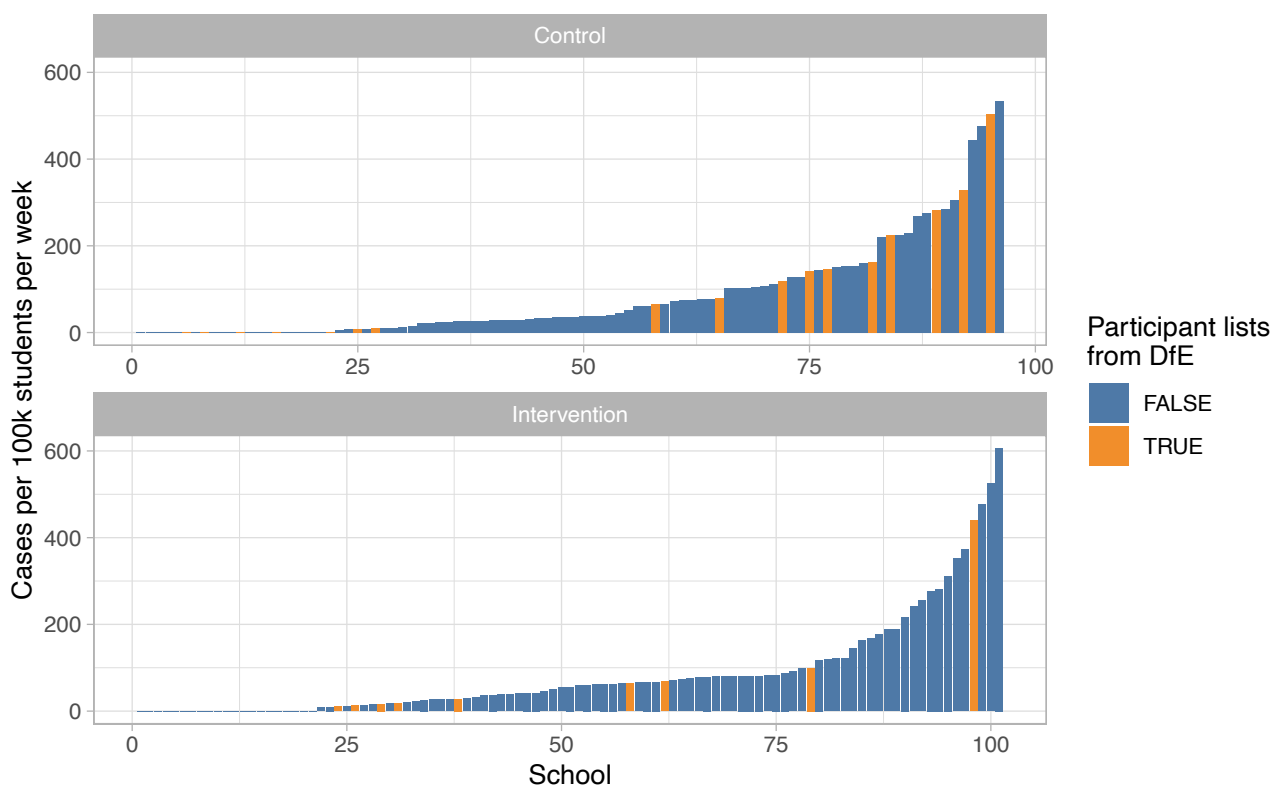 Control
600
400
200
0
0 25 50 75 100
Intervention
600
400
200
0
0 25 50 75 100
School
Cases per 100k students per week
Participant lists
from DfE
FALSE
TRUE